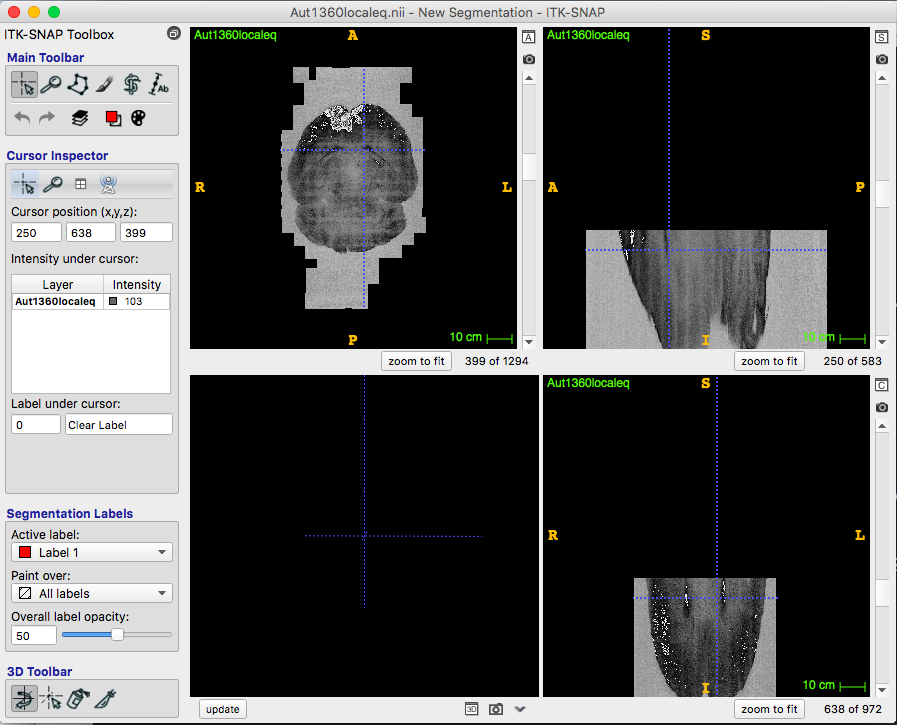 Aut1360localeq.nii - New Segmentation - ITK-SNAP
ITK-SNAP Toolbox
Main Toolbar
Ab
Cursor Inspector
Cursor position (x,y,z):
250 638 399
Intensity under cursor:
Layer Intensity
Aut1360localeq 103
Label under cursor:
0 Clear Label
Segmentation Labels
Active label:
Label 1
Paint over:
All labels
Overall label opacity:
50
3D Toolbar
Aut1360localeq
A
A
R
L
P
10 cm
zoom to fit 399 of 1294
Aut1360localeq
S
S
A
P
I
10 cm
zoom to fit 250 of 583
update
3D
Aut1360localeq
S
C
R
L
I
10 cm
zoom to fit 638 of 972